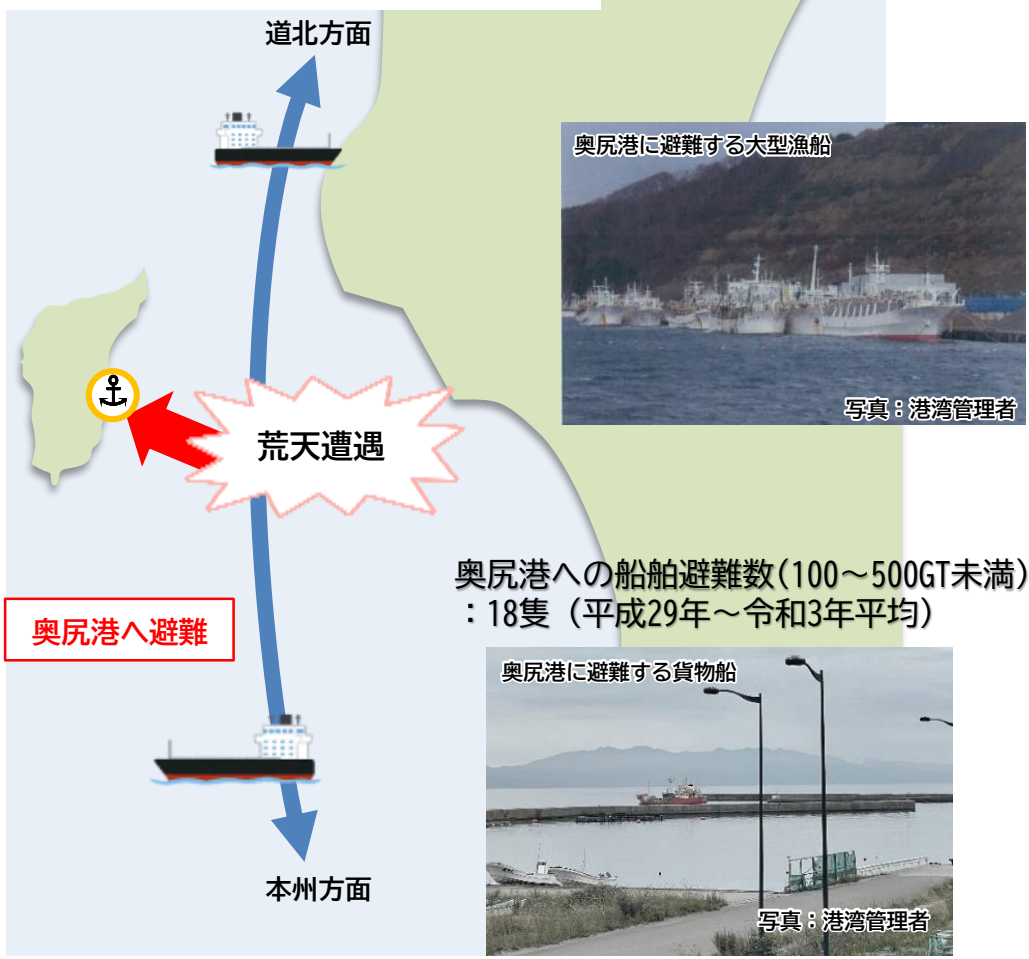 道北方面
奥尻港に避難する大型漁船
写真：港湾管理者
荒天遭遇
奥尻港への船舶避難数(100～500GT未満)
：18隻（平成29年～令和3年平均）
奥尻港へ避難
奥尻港に避難する貨物船
写真：港湾管理者
本州方面